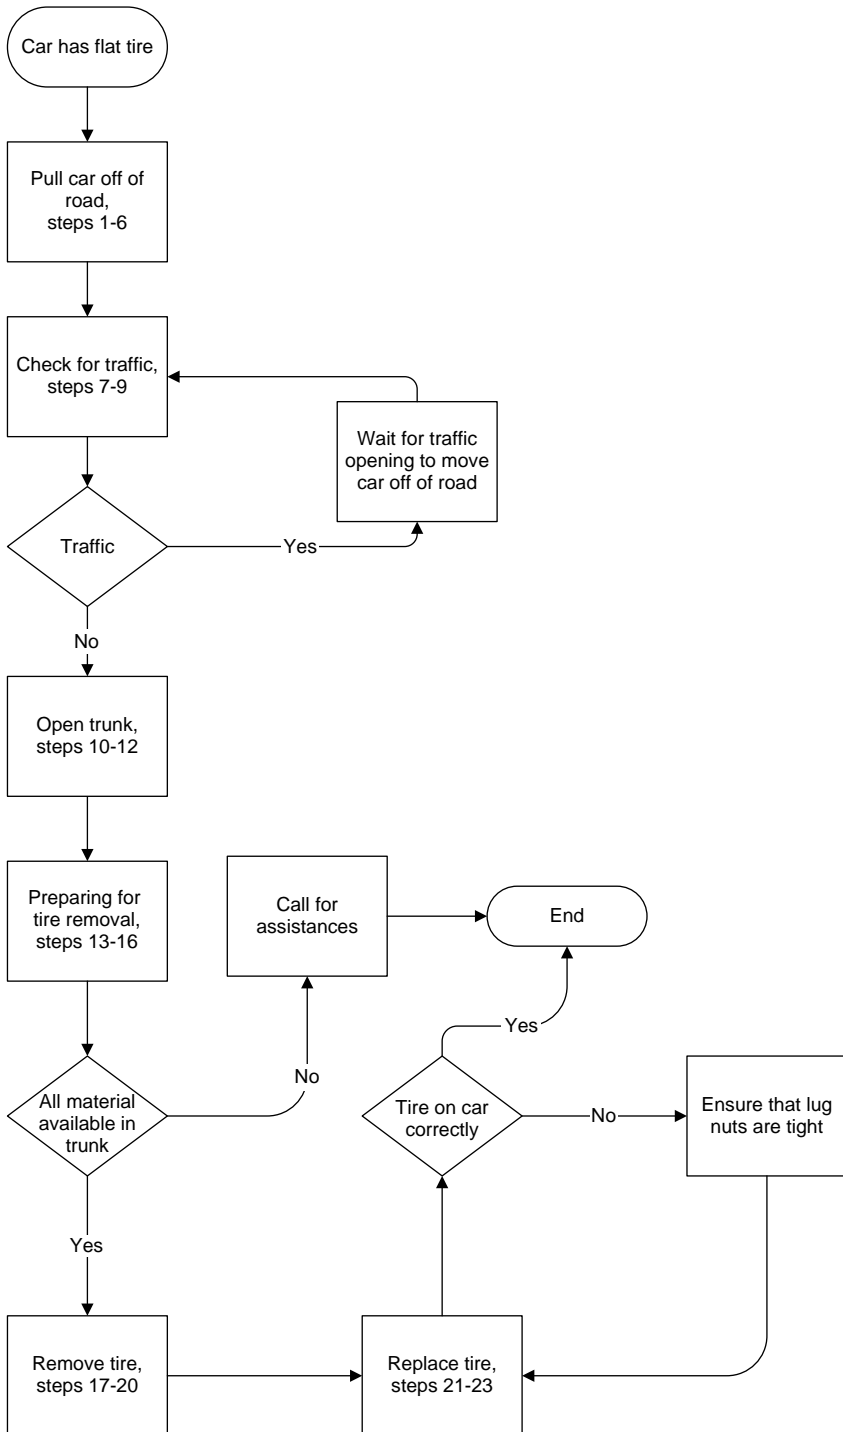 Car has flat tire
Pull car off of
road,
steps 1-6
Check for traffic,
steps 7-9
Wait for traffic
opening to move
car off of road
Traffic
Yes
No
Open trunk,
steps 10-12
Preparing for
tire removal,
steps 13-16
Call for
assistances
End
Yes
No
All material
available in
trunk
Tire on car
correctly
No
Ensure that lug
nuts are tight
Yes
Remove tire,
steps 17-20
Replace tire,
steps 21-23